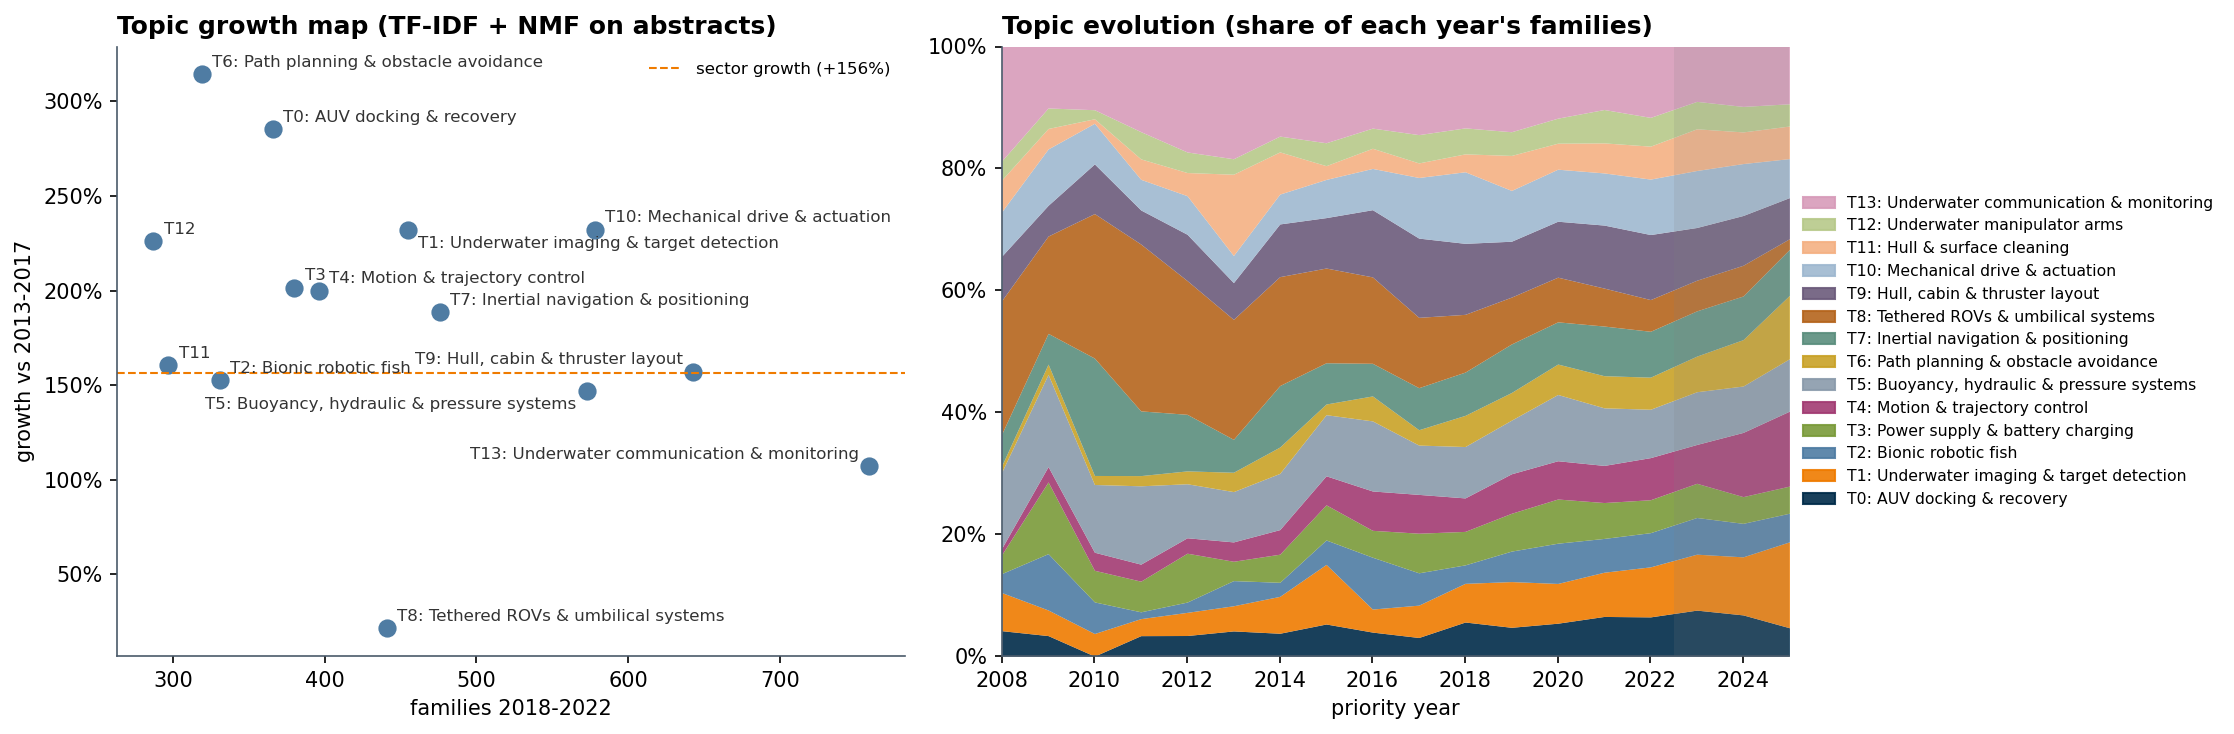 Topic growth map (TF-IDF + NMF on abstracts)
T6: Path planning & obstacle avoidance
sector growth (+156%)
T0: AUV docking & recovery
T12
T10: Mechanical drive & actuation
T1: Underwater imaging & target detection
T3
T4: Motion & trajectory control
T7: Inertial navigation & positioning
T11
T2: Bionic robotic fish
T9: Hull, cabin & thruster layout
T5: Buoyancy, hydraulic & pressure systems
T13: Underwater communication & monitoring
T8: Tethered ROVs & umbilical systems
300%
250%
200%
150%
100%
50%
growth vs 2013-2017
300
400
500
600
700
families 2018-2022
Topic evolution (share of each year's families)
100%
80%
60%
40%
20%
0%
2008
2010
2012
2014
2016
2018
2020
2022
2024
priority year
T13: Underwater communication & monitoring
T12: Underwater manipulator arms
T11: Hull & surface cleaning
T10: Mechanical drive & actuation
T9: Hull, cabin & thruster layout
T8: Tethered ROVs & umbilical systems
T7: Inertial navigation & positioning
T6: Path planning & obstacle avoidance
T5: Buoyancy, hydraulic & pressure systems
T4: Motion & trajectory control
T3: Power supply & battery charging
T2: Bionic robotic fish
T1: Underwater imaging & target detection
T0: AUV docking & recovery